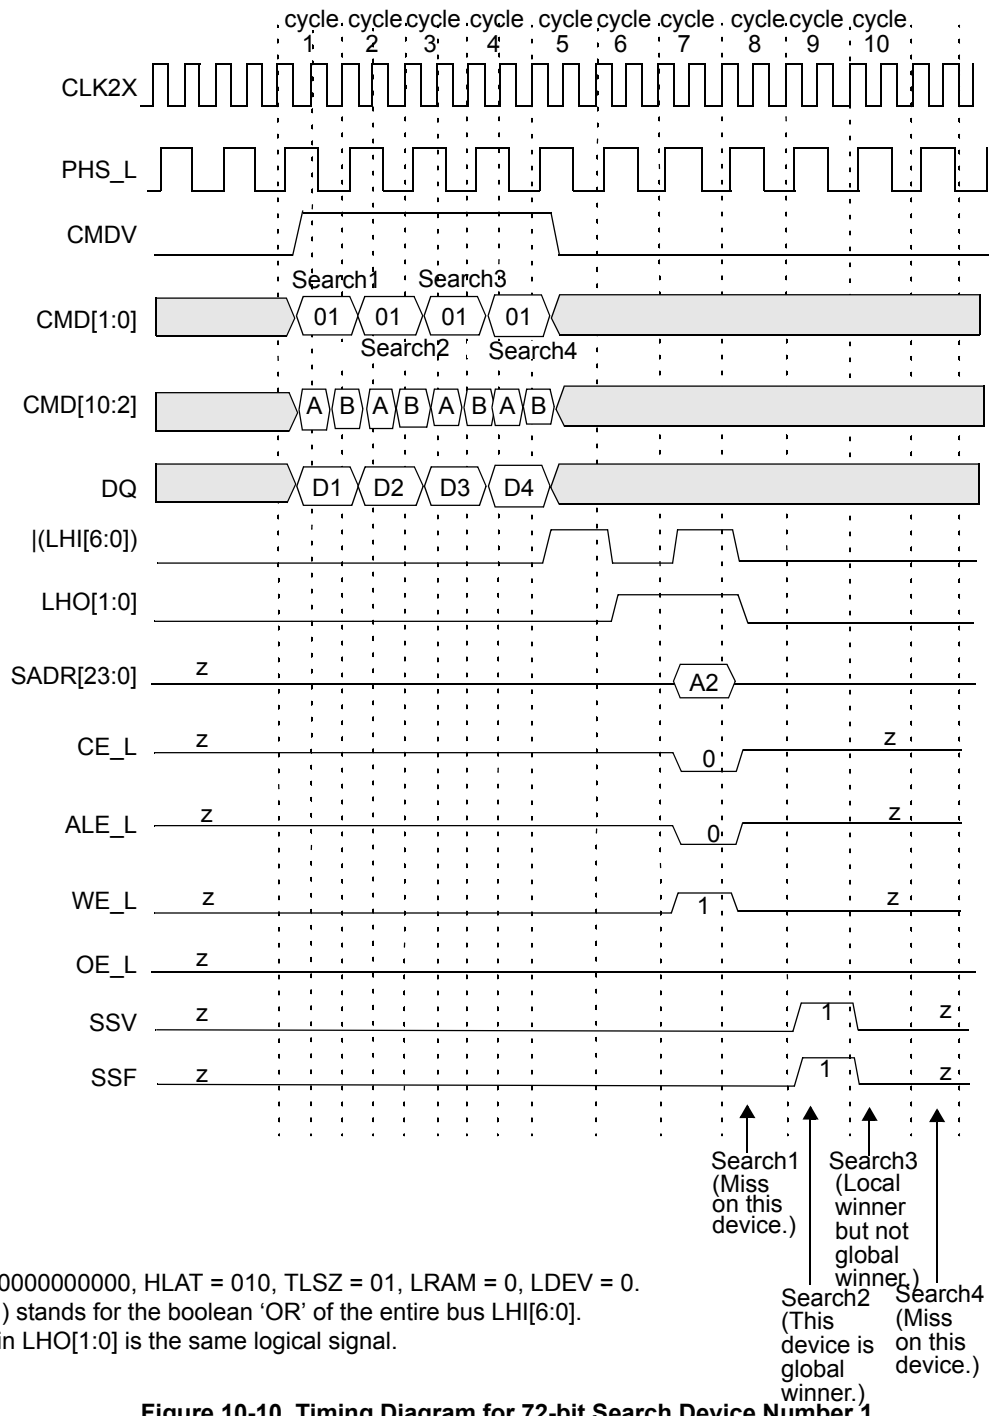 cycle cycle cycle cycle cycle cycle cycle cycle cycle cycle
1 2 3 4 5 6 7 8 9 10
CLK2X
PHS_L
CMDV
Search1 Search3
CMD[1:0] 01 01 01 01
Search2 Search4
CMD[10:2] A B A B A B A B
DQ D1 D2 D3 D4
|(LHI[6:0])
LHO[1:0]
SADR[23:0] z A2
CE_L z 0 z
ALE_L z 0 z
WE_L z 1 z
OE_L z
SSV z 1 z
SSF z 1 z
Search1
(Miss
on this
device.)
Search3
(Local
winner
but not
global
winner.)
Search2
(This
device is
global
winner.)
Search4
(Miss
on this
device.)
0000000000, HLAT = 010, TLSZ = 01, LRAM = 0, LDEV = 0.
) stands for the boolean ‘OR’ of the entire bus LHI[6:0].
in LHO[1:0] is the same logical signal.
Figure 10-10. Timing Diagram for 72-bit Search Device Number 1